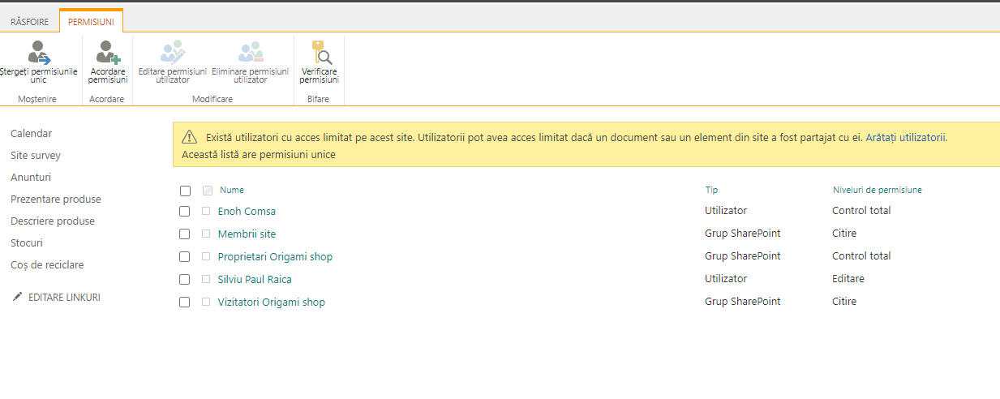 RĂSFOIRE PERMISIUNI
Ștergeți permisiunile unic
Acordare permisiuni
Editare permisiuni utilizator
Eliminare permisiuni utilizator
Verificare permisiuni
Moștenire Acordare Modificare Bifare
Calendar
Site survey
Anunturi
Prezentare produse
Descriere produse
Stocuri
Coș de reciclare
EDITARE LINKURI
Există utilizatori cu acces limitat pe acest site. Utilizatorii pot avea acces limitat dacă un document sau un element din site a fost partajat cu ei. Arătați utilizatorii.
Această listă are permisiuni unice
Nume Tip Niveluri de permisiune
Enoh Comsa Utilizator Control total
Membrii site Grup SharePoint Citire
Proprietari Origami shop Grup SharePoint Control total
Silviu Paul Raica Utilizator Editare
Vizitatori Origami shop Grup SharePoint Citire